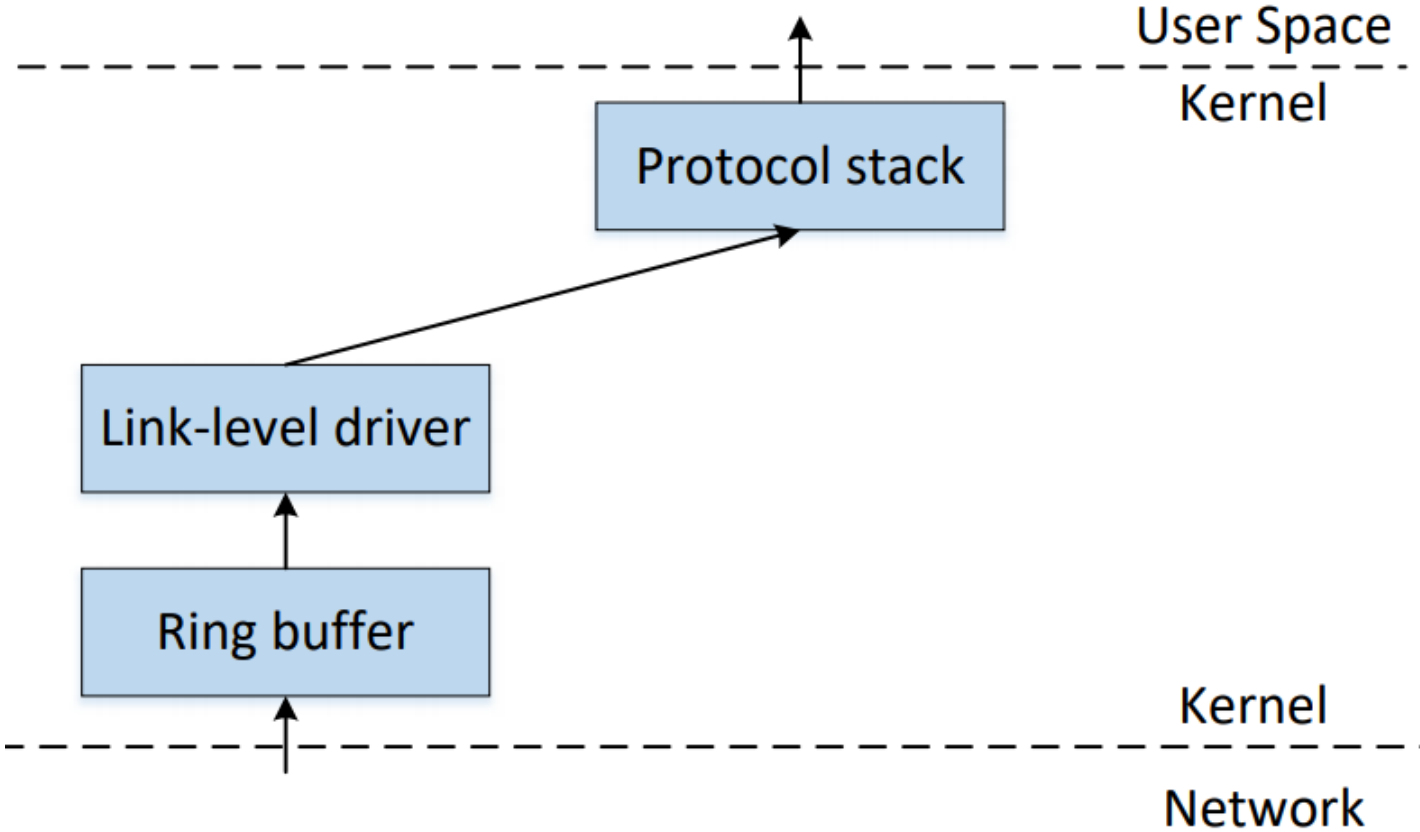 User Space
Kernel
Protocol stack
Link-level driver
Ring buffer
Kernel
Network